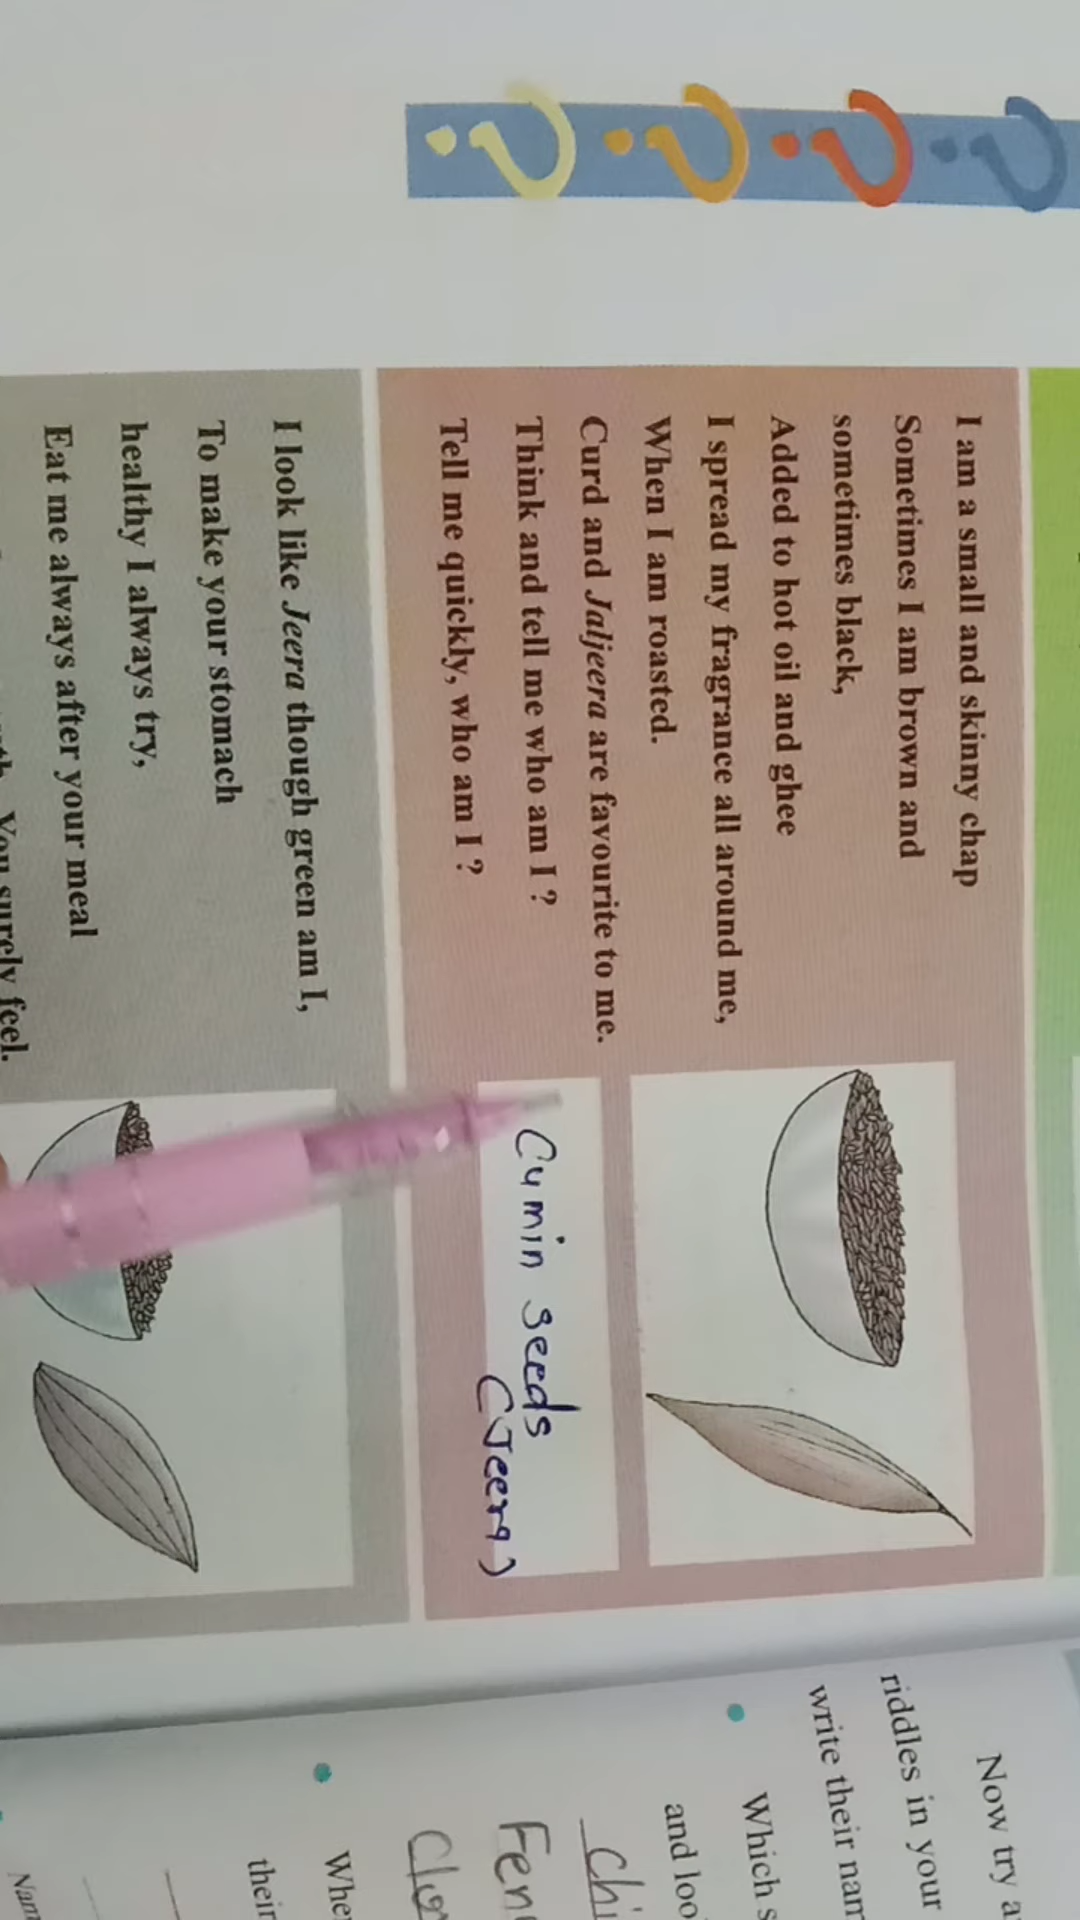 I am a small and skinny chap
Sometimes I am brown and
sometimes black,
Added to hot oil and ghee
I spread my fragrance all around me,
When I am roasted.
Curd and Jaljeera are favourite to me.
Think and tell me who am I ?
Tell me quickly, who am I ?
Cumin seeds
(Jeera)
I look like Jeera though green am I,
To make your stomach
healthy I always try,
Eat me always after your meal
You surely feel.
Now try a
riddles in your
write their nam
Which s
and loo
Chi
Fen
Clo
Whe
their
Nam